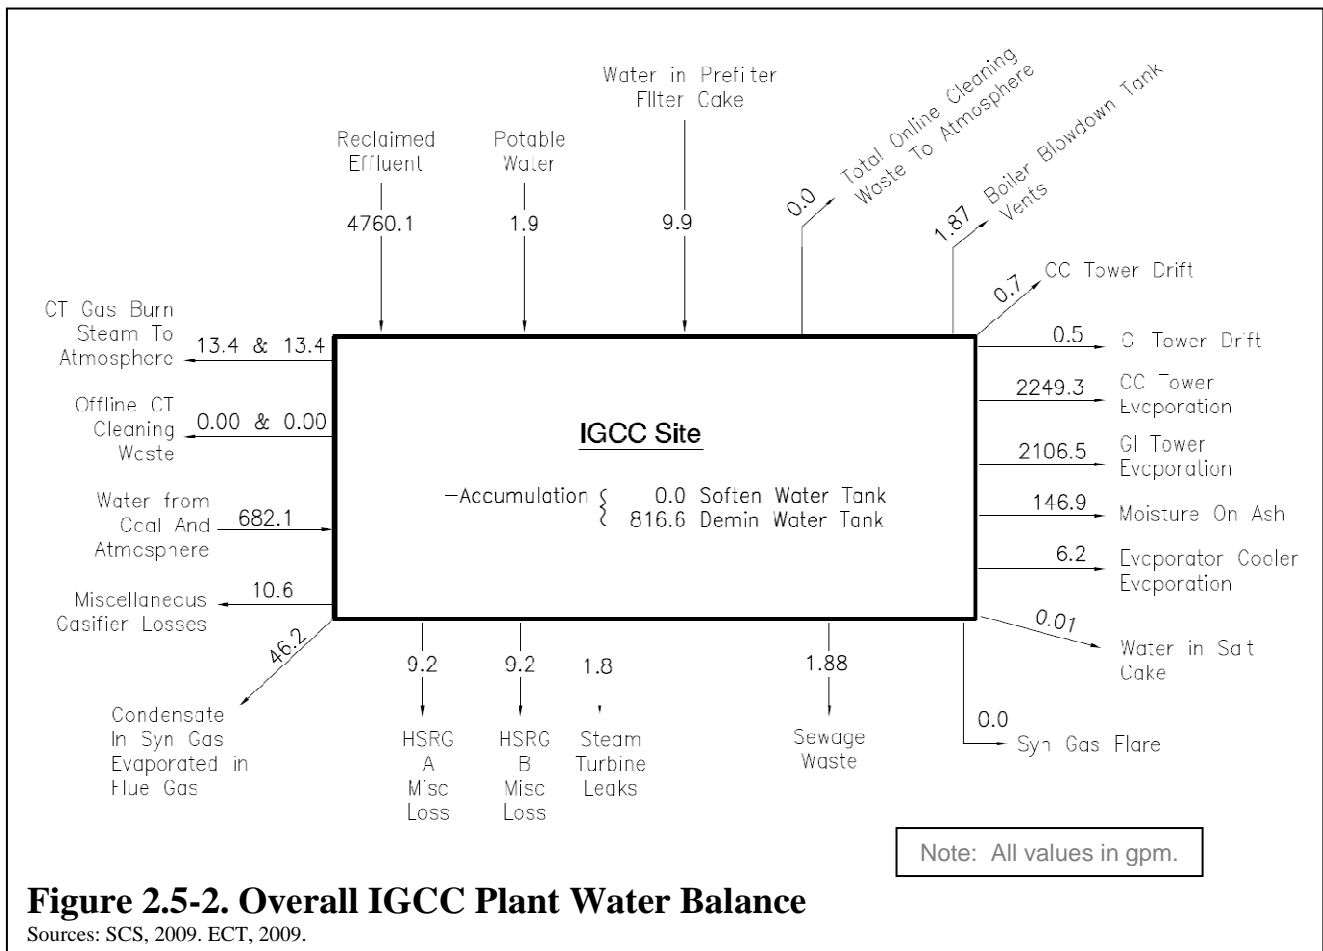 Water in Prefilter
Filter Cake
Total Online Cleaning
Waste To Atmosphere
Boiler Blowdown Tank
Vents
Reclaimed
Effluent
Potable
Water
4760.1
1.9
9.9
0.0
1.87
CC Tower Drift
0.7
CT Gas Burn
Steam To
Atmosphere
13.4 & 13.4
0.5
G Tower Drift
2249.3
CC Tower
Evaporation
Offline CT
Cleaning
Waste
0.00 & 0.00
IGCC Site
2106.5
GI Tower
Evaporation
-Accumulation { 0.0 Soften Water Tank
816.6 Demin Water Tank
Water from
Coal And
Atmosphere
682.1
146.9
Moisture On Ash
6.2
Evaporator Cooler
Evaporation
Miscellaneous
Gasifier Losses
10.6
0.01
Water in Salt
Cake
46.2
9.2
9.2
1.8
1.88
0.0
Syn Gas Flare
Condensate
In Syn Gas
Evaporated in
Flue Gas
HSRG
A
Misc
Loss
HSRG
B
Misc
Loss
Steam
Turbine
Leaks
Sewage
Waste
Note: All values in gpm.
Figure 2.5-2. Overall IGCC Plant Water Balance
Sources: SCS, 2009. ECT, 2009.